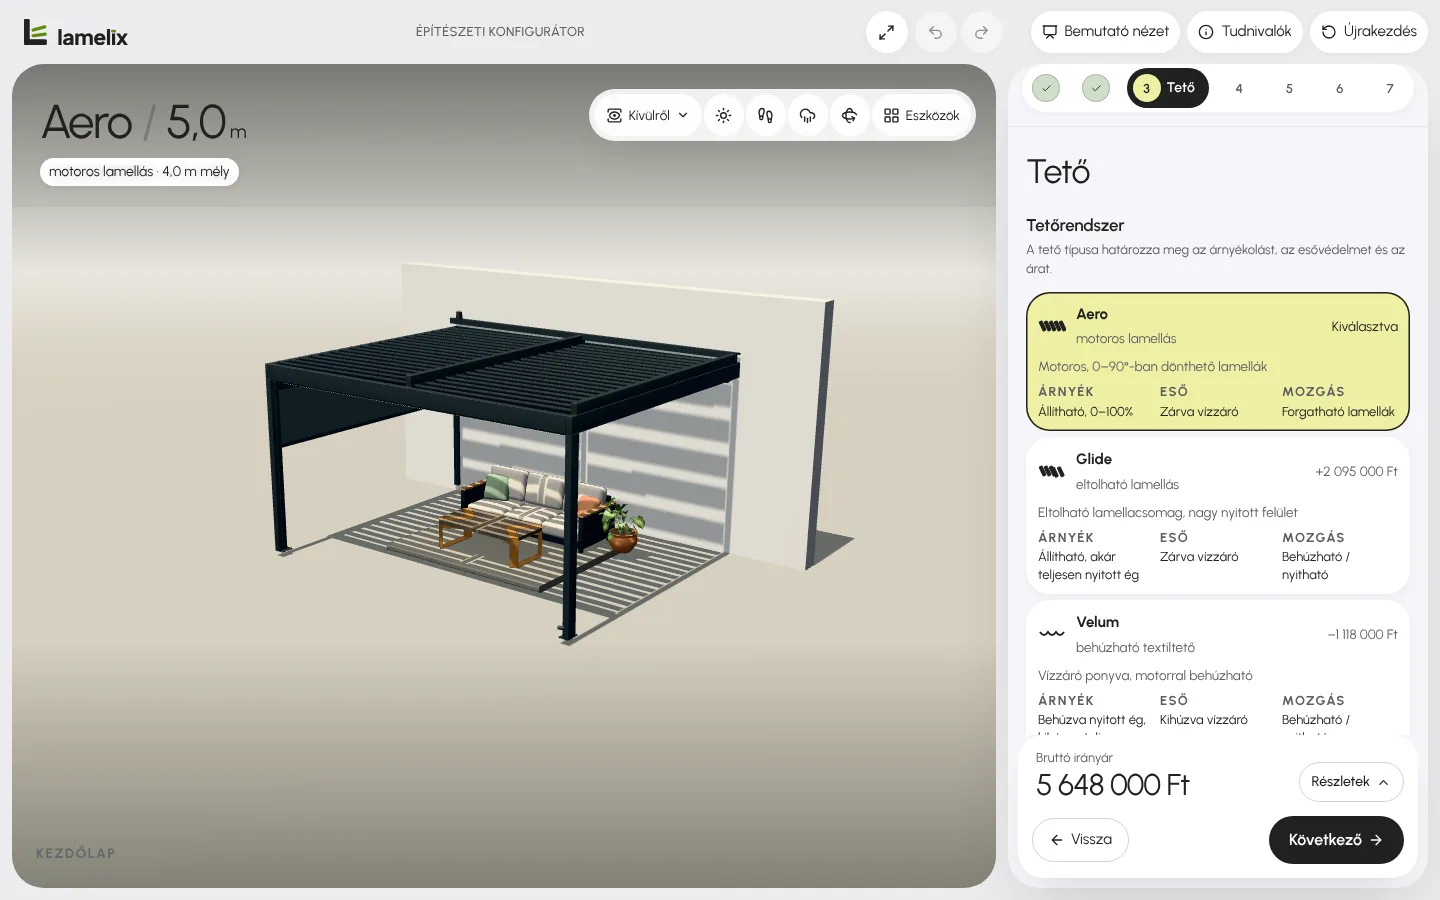 lamelix
ÉPÍTÉSZETI KONFIGURÁTOR
Bemutató nézet
Tudnivalók
Újrakezdés
Aero / 5,0 m
motoros lamellás · 4,0 m mély
Kívülről
Eszközök
3 Tető 4 5 6 7
Tető
Tetőrendszer
A tető típusa határozza meg az árnyékolást, az esővédelmet és az
árat.
Aero
motoros lamellás
Kiválasztva
Motoros, 0–90°-ban dönthető lamellák
ÁRNYÉK ESŐ MOZGÁS
Állítható, 0–100% Zárva vízzáró Forgatható lamellák
Glide
eltolható lamellás
+2 095 000 Ft
Eltolható lamellacsomag, nagy nyitott felület
ÁRNYÉK ESŐ MOZGÁS
Állítható, akár Zárva vízzáró Behúzható /
teljesen nyitott ég nyitható
Velum
behúzható textiltető
−1 118 000 Ft
Vízzáró ponyva, motorral behúzható
ÁRNYÉK ESŐ MOZGÁS
Behúzva nyitott ég, Kihúzva vízzáró Behúzható /
Bruttó irányár
5 648 000 Ft
Részletek
Vissza
Következő
KEZDŐLAP